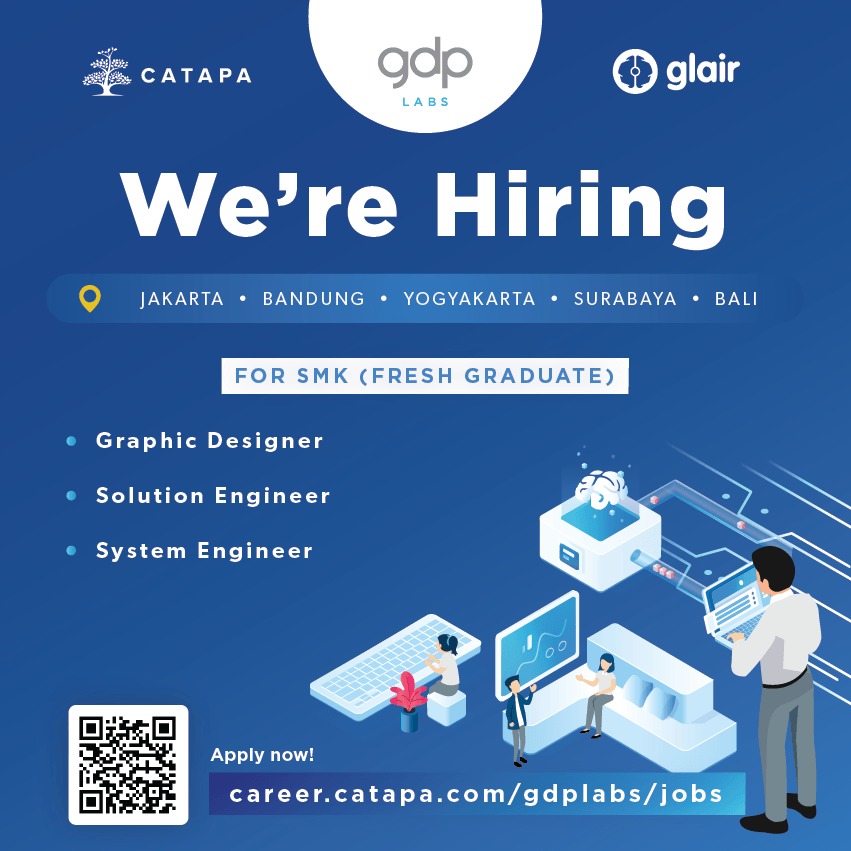 CATAPA
gdp
LABS
glair
We're Hiring
JAKARTA • BANDUNG • YOGYAKARTA • SURABAYA • BALI
FOR SMK (FRESH GRADUATE)
• Graphic Designer
• Solution Engineer
• System Engineer
Apply now!
career.catapa.com/gdplabs/jobs